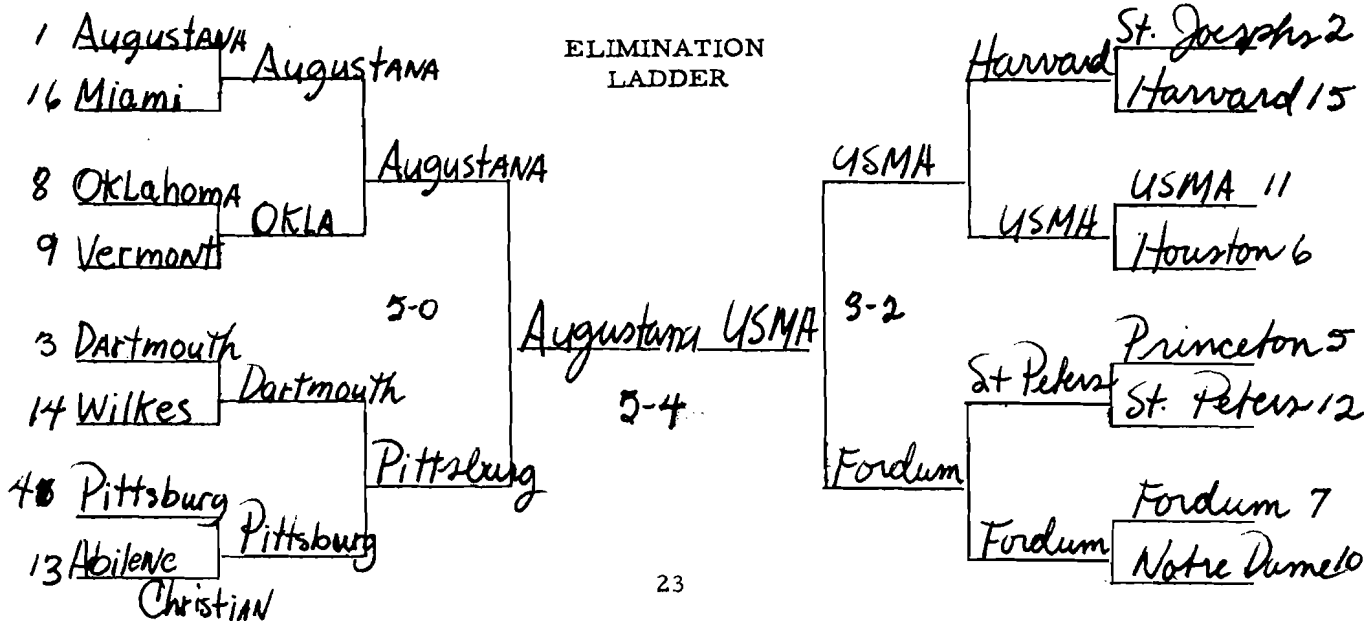 ELIMINATION
LADDER
1 Augustana
16 Miami
Augustana
8 Oklahoma
9 Vermont
OKLA
Augustana
3 Dartmouth
14 Wilkes
Dartmouth
4 Pittsburg
13 Abilene
Christian
Pittsburg
Pittsburg
5-0
Augustana USMA
5-4
3-2
USMA
Harvard
St. Joesphs 2
Harvard 15
USMA
USMA 11
Houston 6
Fordum
St Peters
Princeton 5
St. Peters 12
Fordum
Fordum 7
Notre Dame 10
23